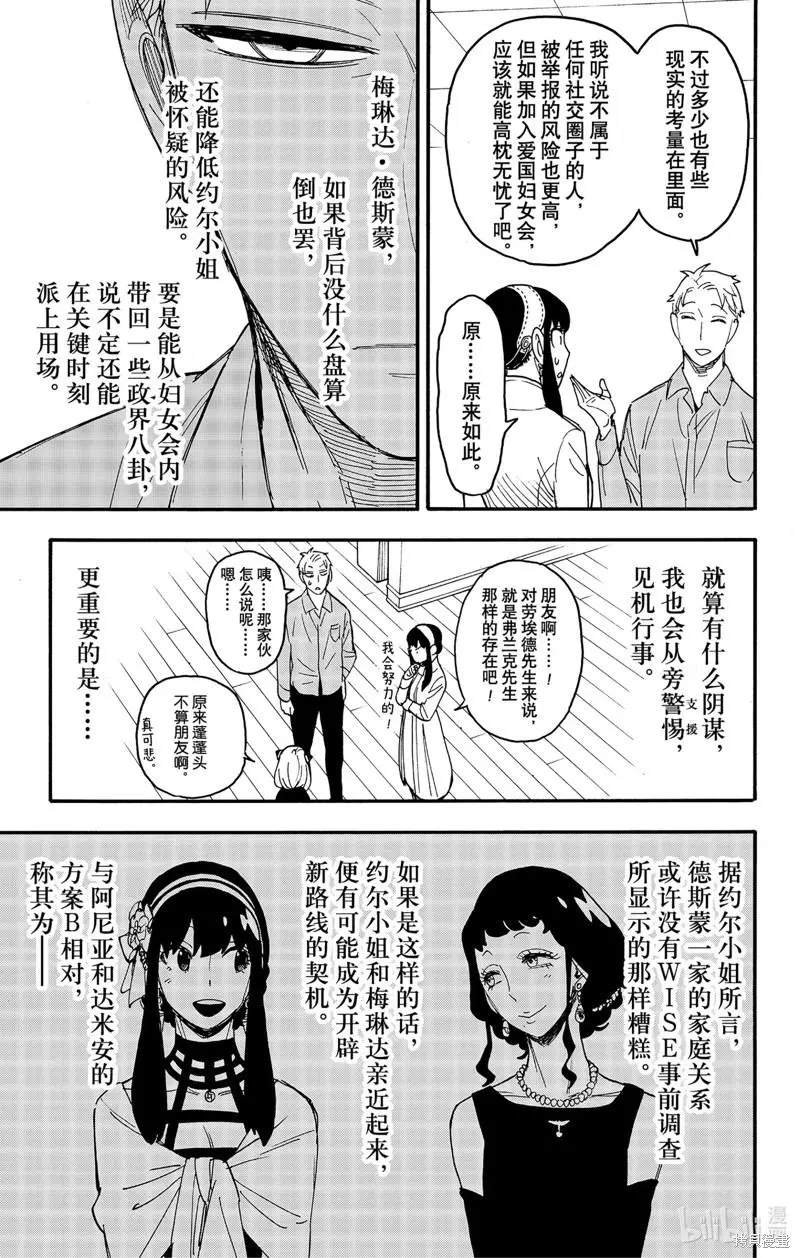 不过多少也有些
现实的考量在里面。
我听说不属于
任何社交圈子的人，
被举报的风险也更高，
但如果加入爱国妇女会，
应该就能高枕无忧了吧。
原……原来如此。
梅琳达·德斯蒙，
如果背后没什么盘算
倒也罢，
还能降低约尔小姐
被怀疑的风险。
要是能从妇女会内
带回一些政界八卦，
说不定还能
在关键时刻
派上用场。
就算有什么阴谋，
我也会从旁警惕，
支援
见机行事。
朋友啊……！
对劳埃德先生来说，
就是弗兰克先生
那样的存在吧！
我会努力的！
咦……那家伙
怎么说呢……
嗯……
原来蓬蓬头
不算朋友啊。
真可悲。
更重要的是……
据约尔小姐所言，
德斯蒙一家的家庭关系
或许没有WISE事前调查
所显示的那样糟糕。
如果是这样的话，
约尔小姐和梅琳达亲近起来，
便有可能成为开辟
新路线的契机。
与阿尼亚和达米安的
方案B相对，
称其为——
bilibili
漫画
拷贝漫畫